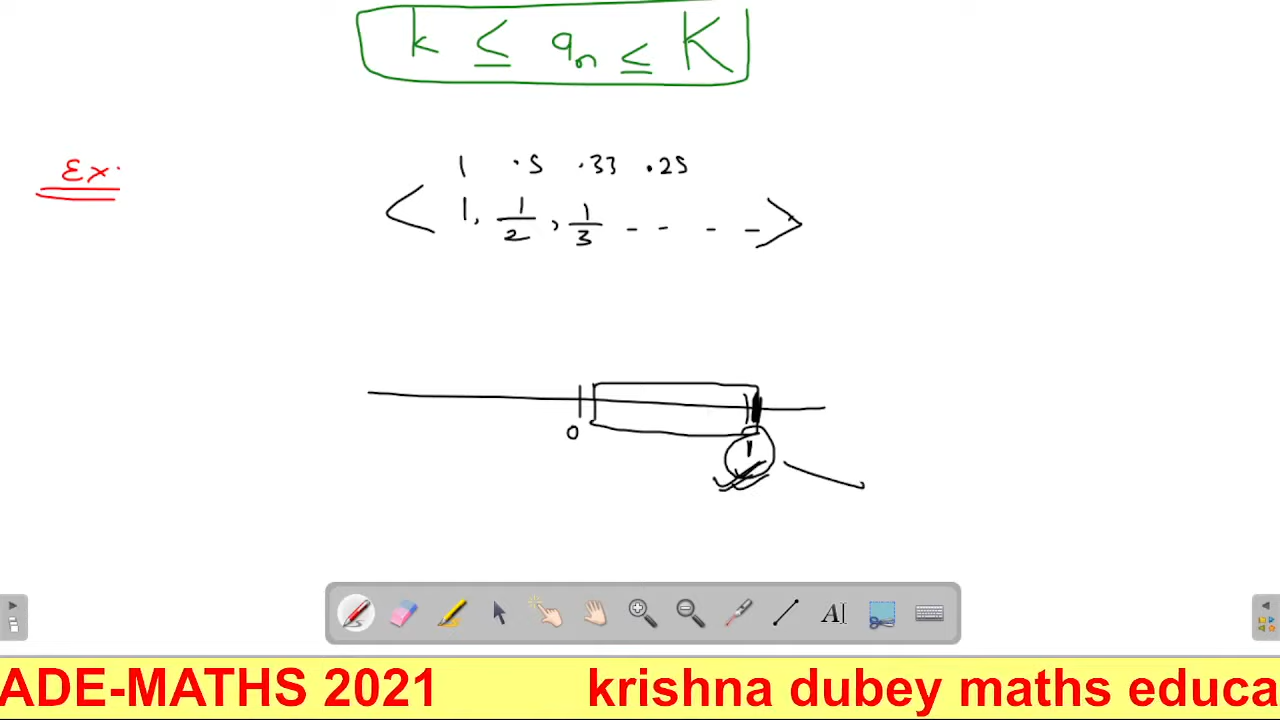 k ≤ aₙ ≤ K
Ex.
1 .5 .33 .25
< 1, 1/2, 1/3 - - - - >
0 1
AI
ADE-MATHS 2021 krishna dubey maths educa